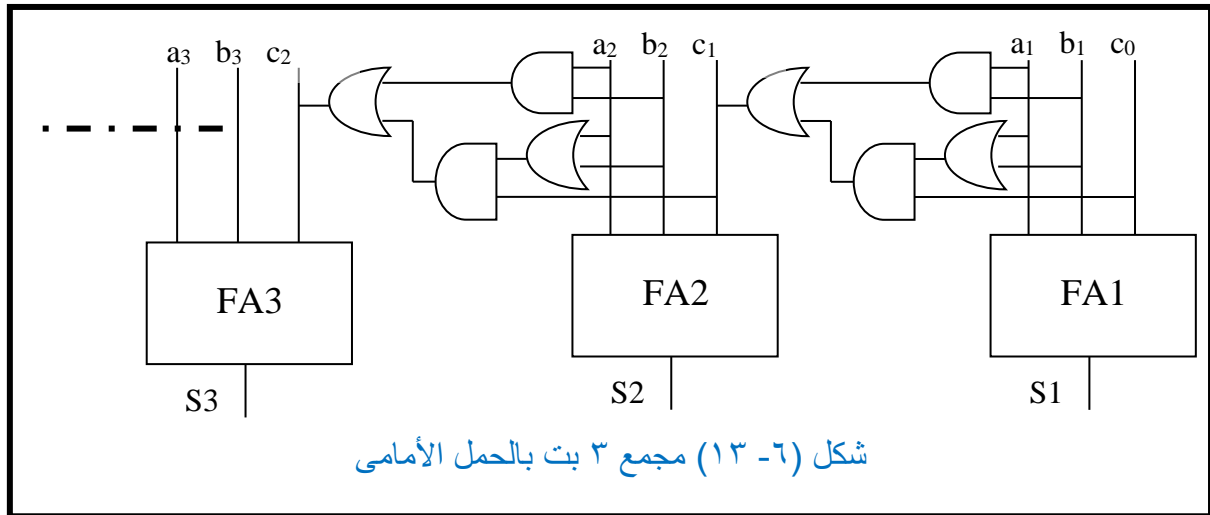 a₃ b₃ c₂ a₂ b₂ c₁ a₁ b₁ c₀
FA3 FA2 FA1
S3 S2 S1
شكل (٦- ١٣) مجمع ٣ بت بالحمل الأمامى